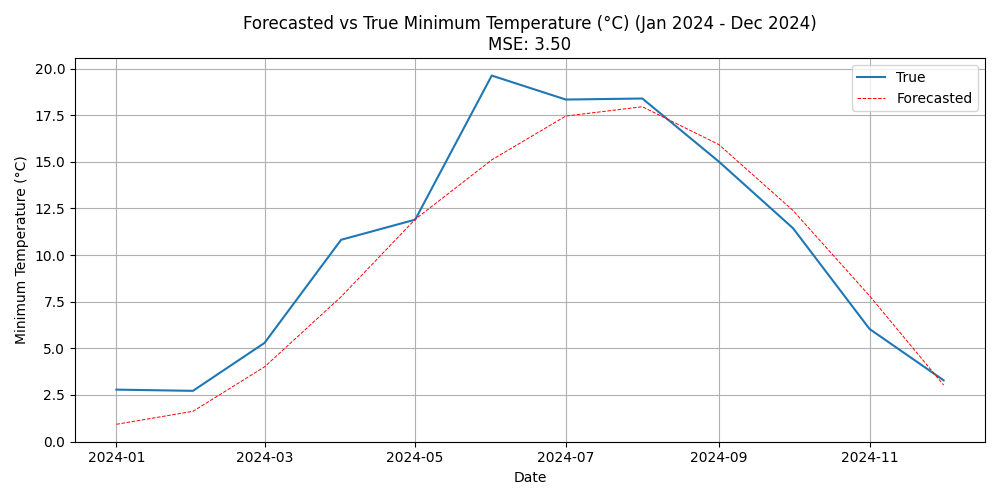 Forecasted vs True Minimum Temperature (°C) (Jan 2024 - Dec 2024)
MSE: 3.50
True
Forecasted
Minimum Temperature (°C)
20.0
17.5
15.0
12.5
10.0
7.5
5.0
2.5
0.0
2024-01 2024-03 2024-05 2024-07 2024-09 2024-11
Date